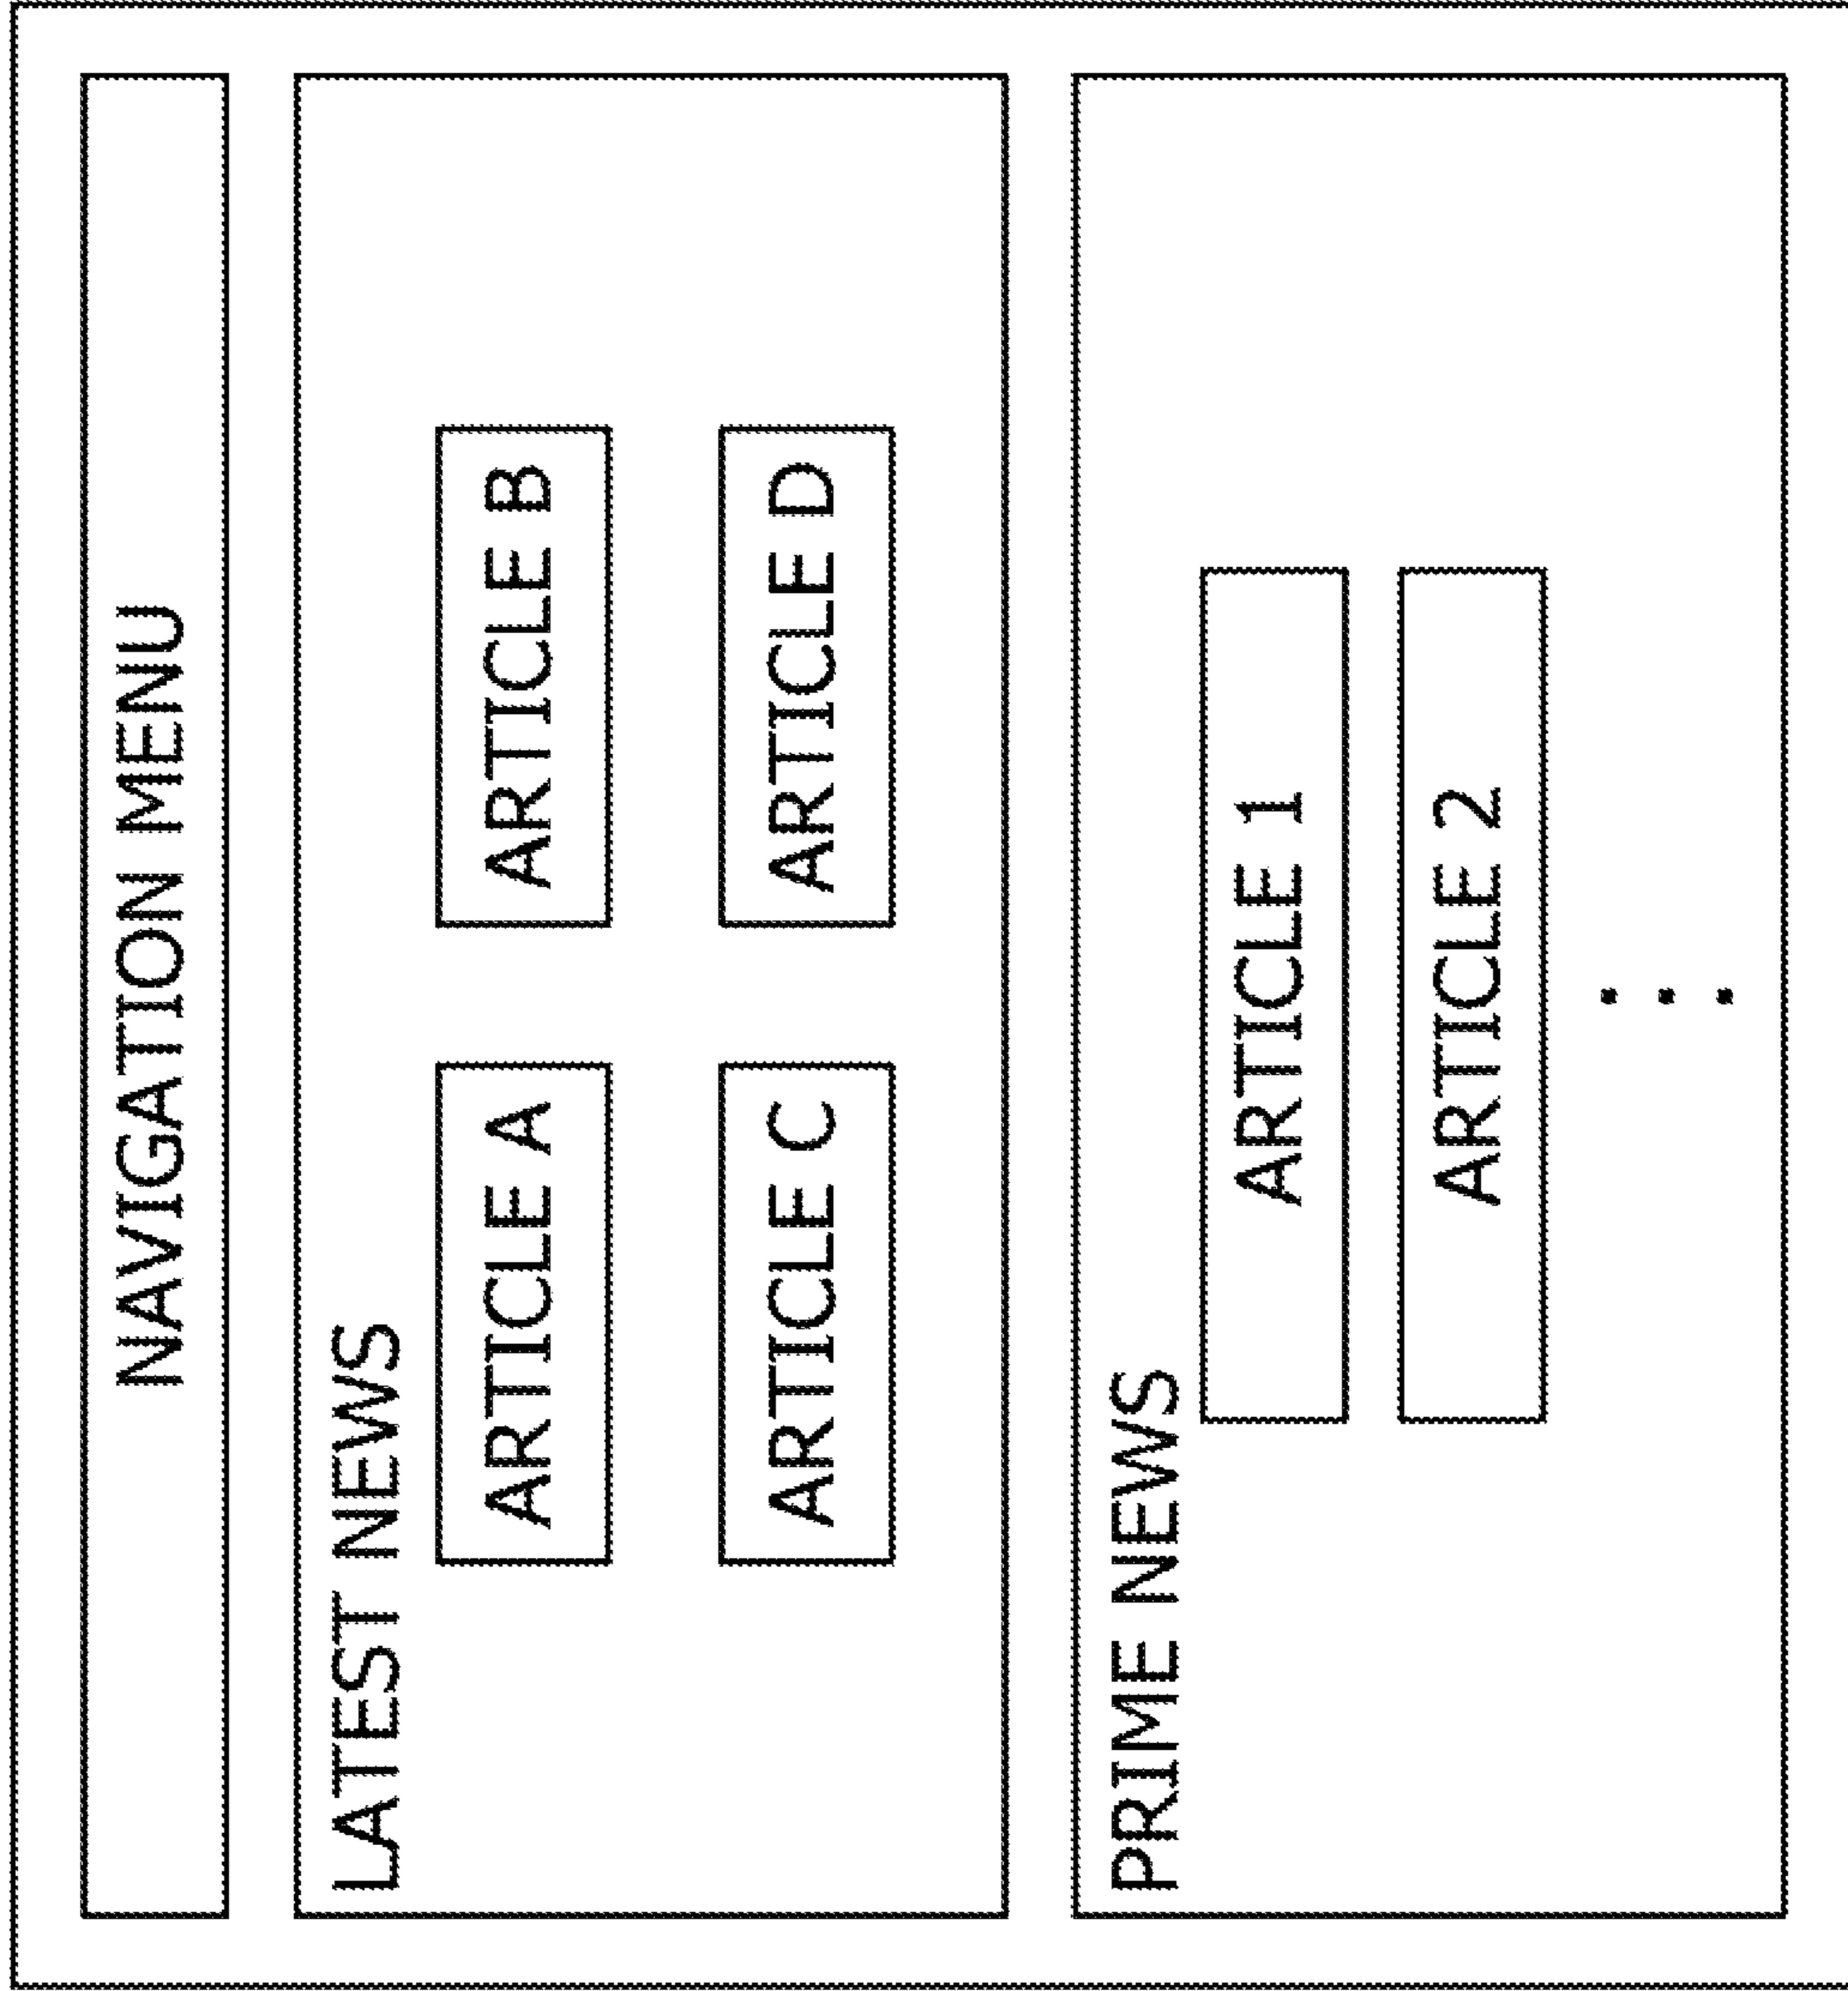 NAVIGATION MENU
LATEST NEWS
ARTICLE A
ARTICLE B
ARTICLE C
ARTICLE D
PRIME NEWS
ARTICLE 1
ARTICLE 2
. . .